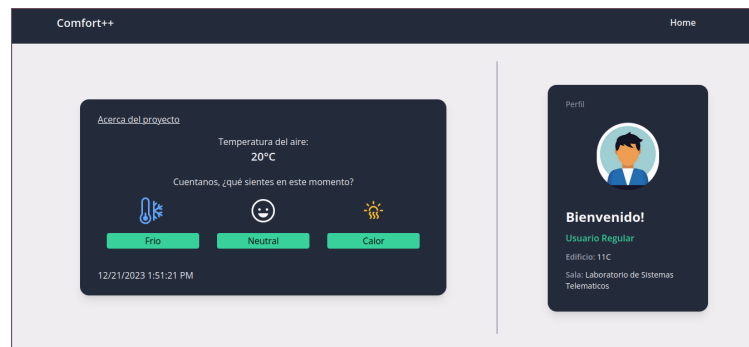 Comfort++
Home
Acerca del proyecto
Temperatura del aire:
20°C
Cuentanos, ¿qué sientes en este momento?
Frio
Neutral
Calor
12/21/2023 1:51:21 PM
Perfil
Bienvenido!
Usuario Regular
Edificio: 11C
Sala: Laboratorio de Sistemas
Telematicos